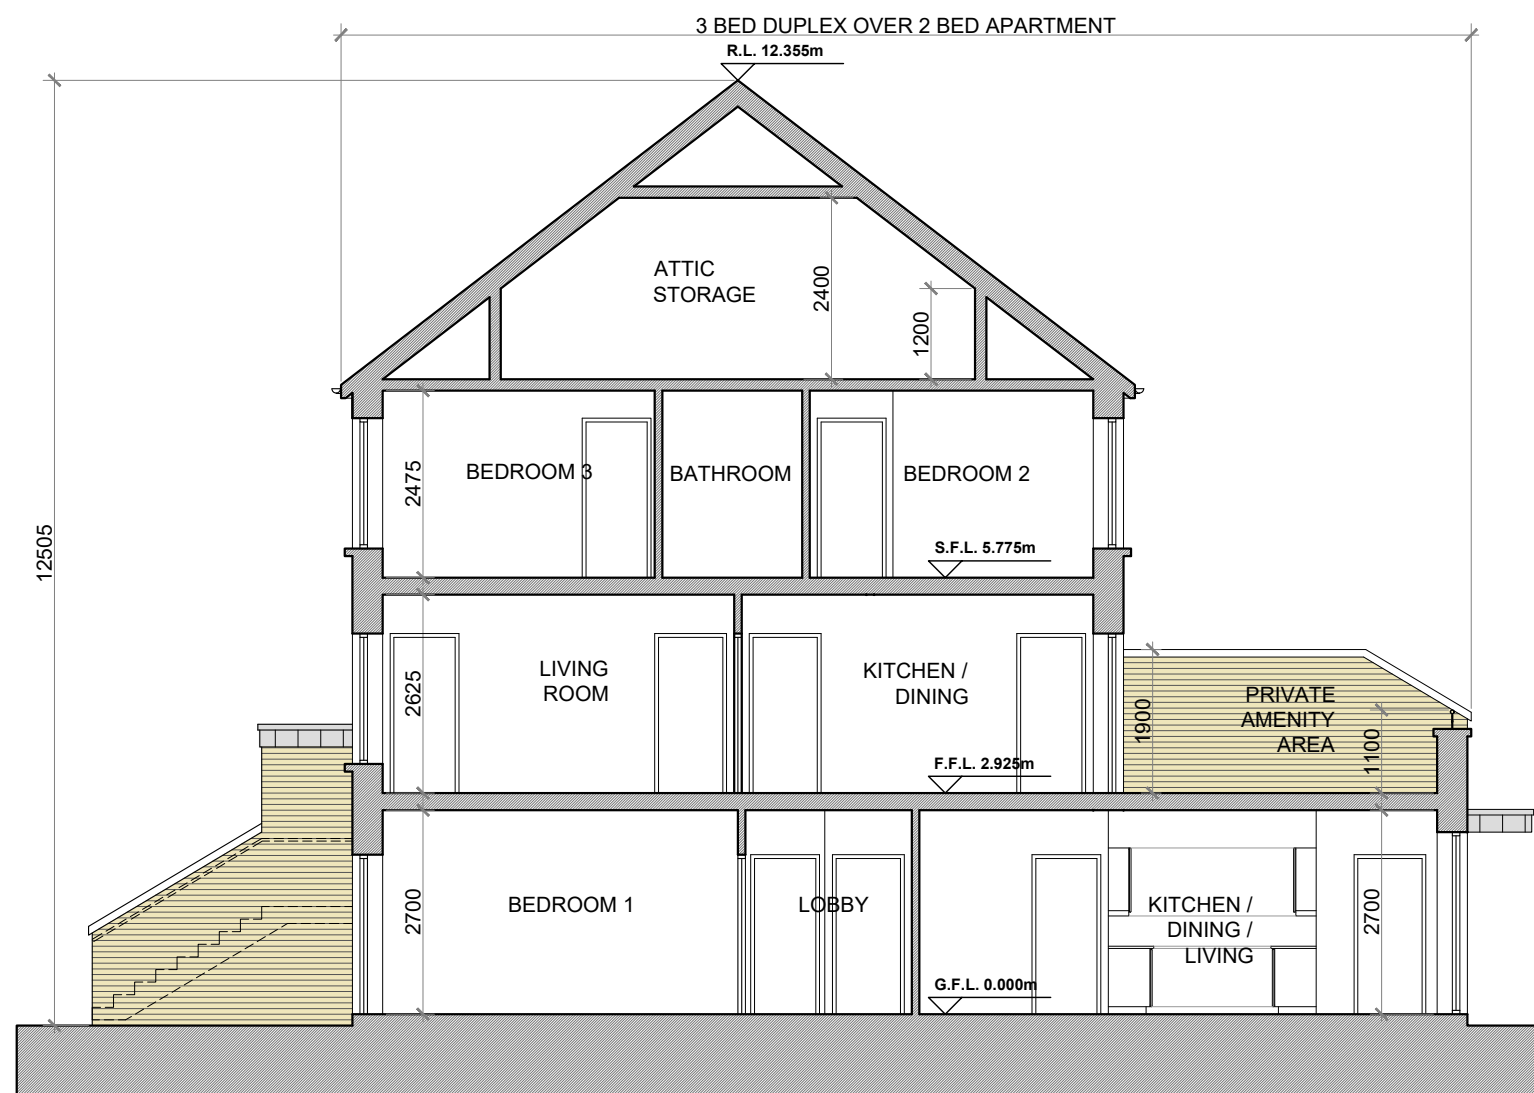 3 BED DUPLEX OVER 2 BED APARTMENT
R.L. 12.355m
12505
ATTIC
STORAGE
2400
1200
2475
BEDROOM 3
BATHROOM
BEDROOM 2
S.F.L. 5.775m
2625
LIVING
ROOM
KITCHEN /
DINING
F.F.L. 2.925m
1900
PRIVATE
AMENITY
AREA
1100
2700
BEDROOM 1
LOBBY
KITCHEN /
DINING /
LIVING
2700
G.F.L. 0.000m